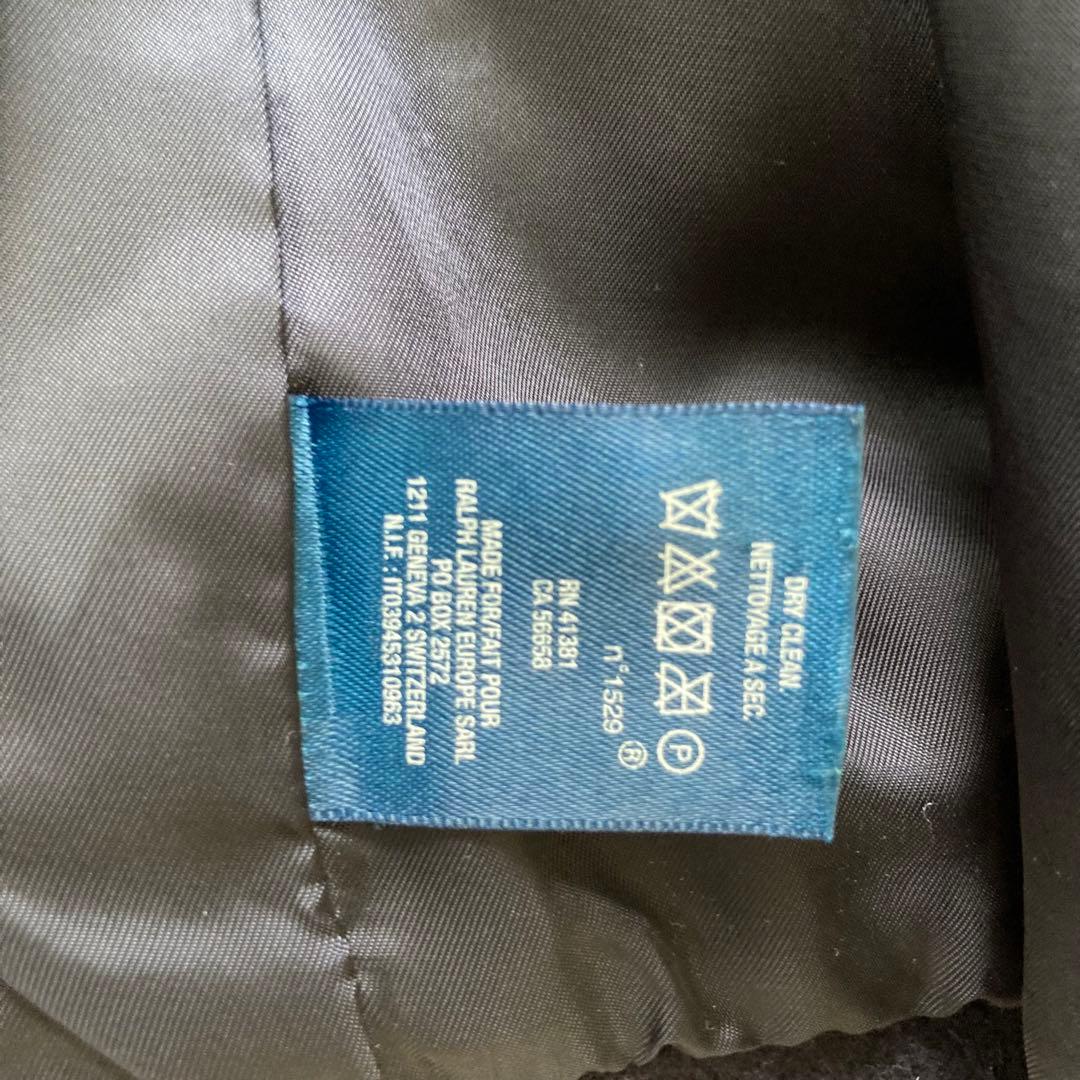 DRY CLEAN.
NETTOYAGE A SEC.
P
®
n°1529
RN 41381
CA 56658
MADE FOR/FAIT POUR
RALPH LAUREN EUROPE SARL
PO BOX 2572
1211 GENEVA 2 SWITZERLAND
N.I.F.: IT03945310963